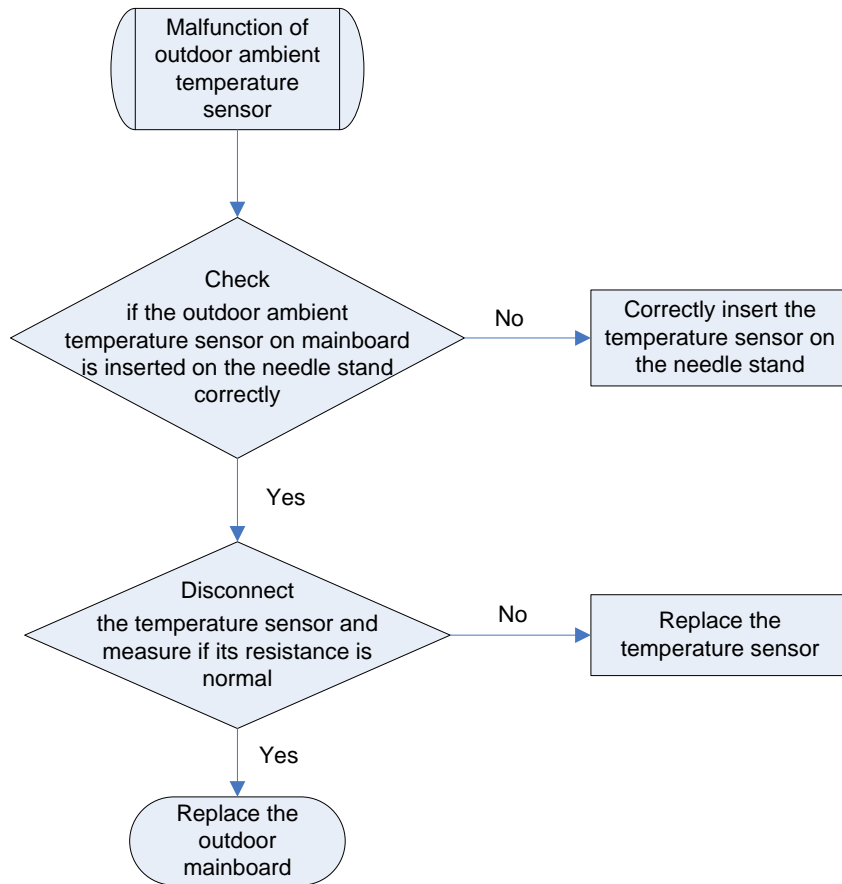 Malfunction of
outdoor ambient
temperature
sensor
Check
if the outdoor ambient
temperature sensor on mainboard
is inserted on the needle stand
correctly
No
Correctly insert the
temperature sensor on
the needle stand
Yes
Disconnect
the temperature sensor and
measure if its resistance is
normal
No
Replace the
temperature sensor
Yes
Replace the
outdoor
mainboard